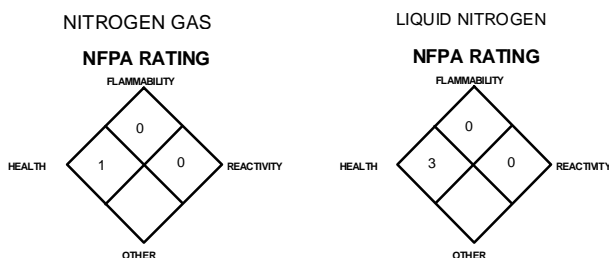 NITROGEN GAS
NFPA RATING
FLAMMABILITY
0
HEALTH 1 0 REACTIVITY
OTHER
LIQUID NITROGEN
NFPA RATING
FLAMMABILITY
0
HEALTH 3 0 REACTIVITY
OTHER